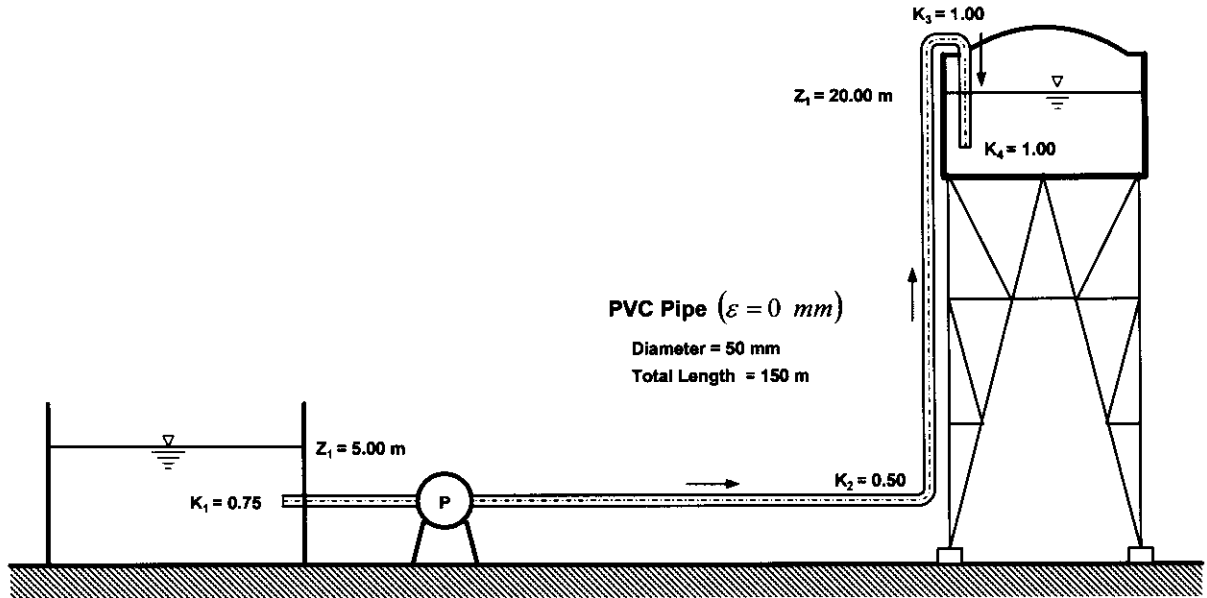 K₃ = 1.00
Z₁ = 20.00 m
K₄ = 1.00
PVC Pipe (ε = 0 mm)
Diameter = 50 mm
Total Length = 150 m
Z₁ = 5.00 m
K₁ = 0.75
P
K₂ = 0.50